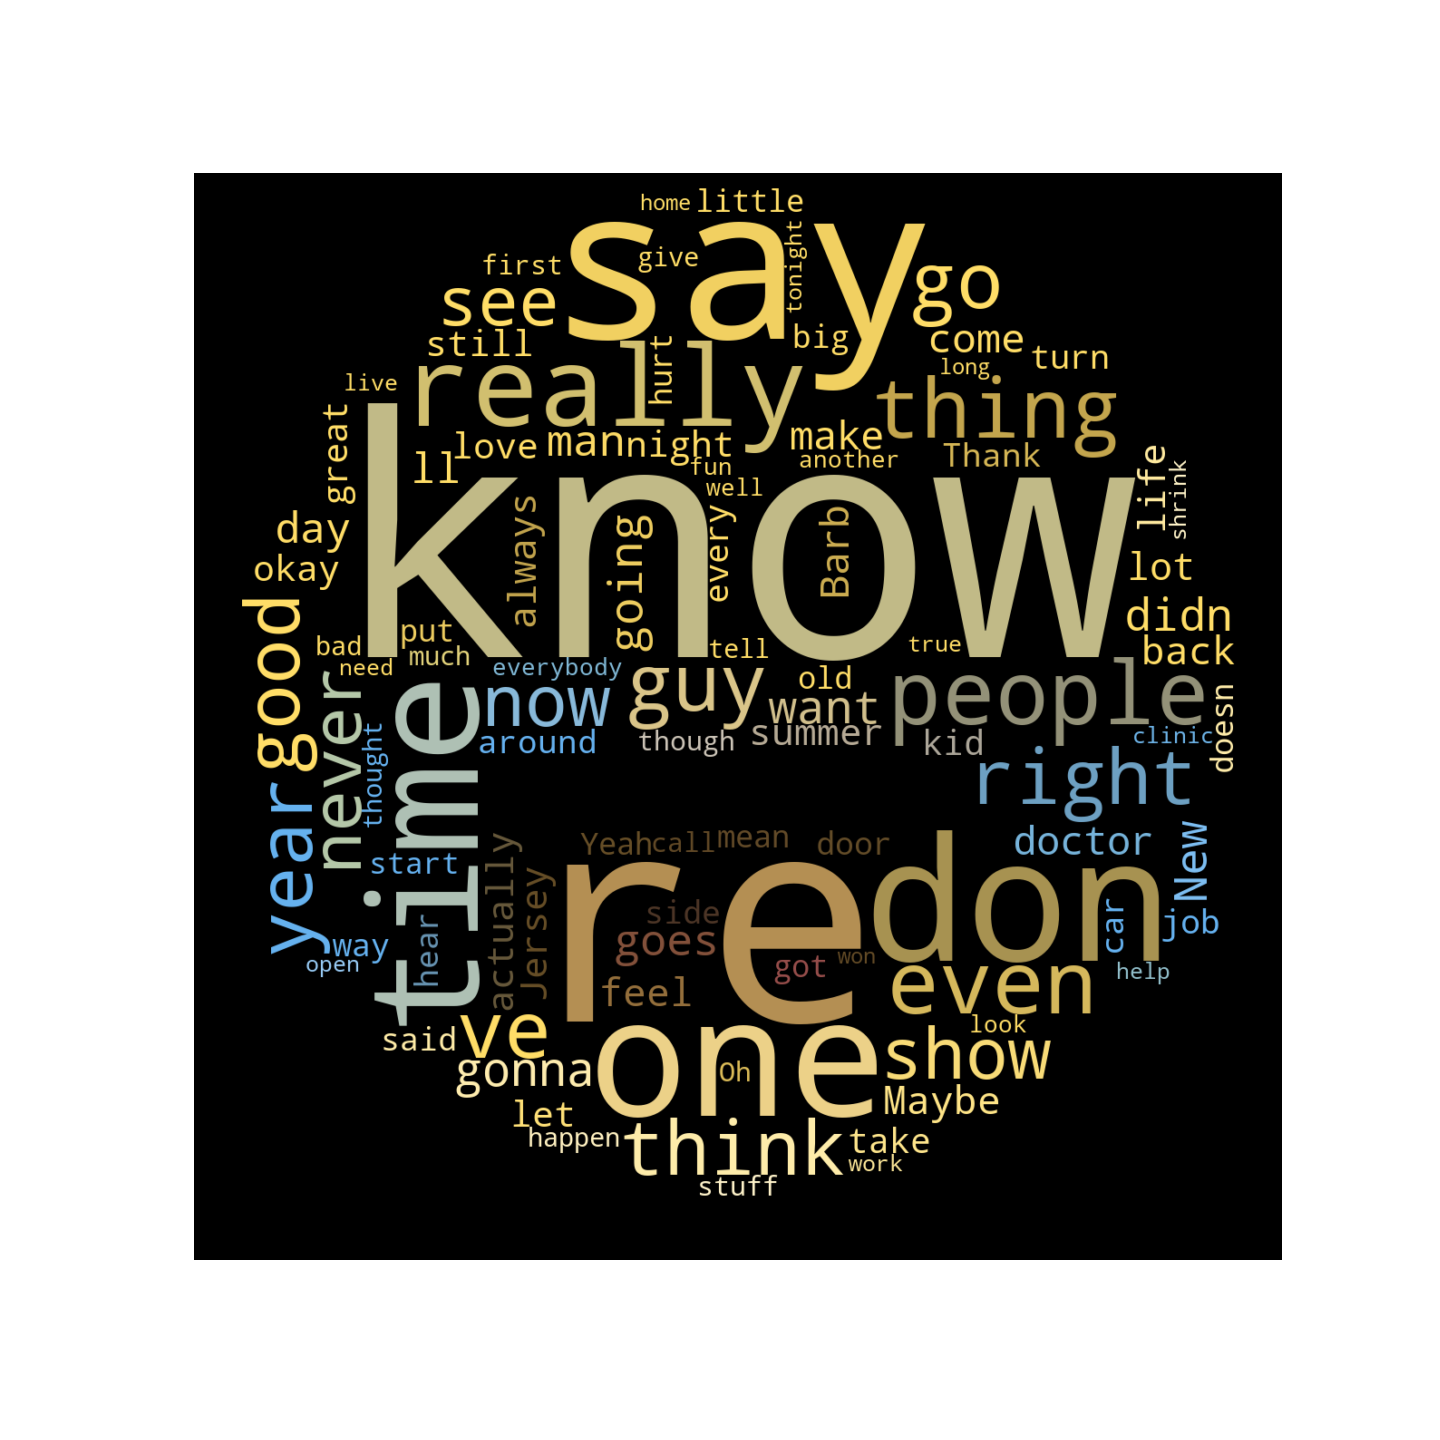 home
little
say
tonight
give
first
see
go
still
big
come
turn
hurt
really
long
live
thing
great
love
man
night
make
ll
fun
another
Thank
life
shrink
know
well
always
going
every
Barb
day
okay
lot
good
didn
put
bad
much
need
tell
true
back
everybody
never
now
guy
old
want
people
time
around
though
summer
kid
clinic
doesn
thought
right
year
Yeah
call
mean
door
doctor
New
start
re
don
actually
Jersey
side
goes
hear
way
open
got
won
car
job
help
feel
even
said
ve
one
look
show
gonna
Oh
Maybe
let
happen
think
take
work
stuff